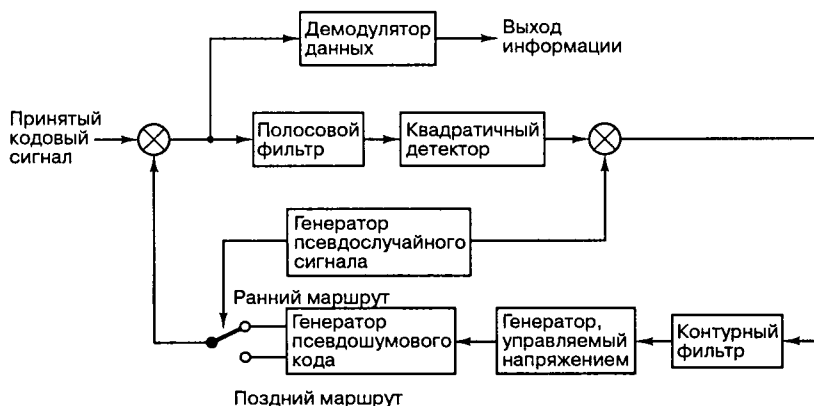 Демодулятор
данных
Выход
информации
Принятый
кодовый
сигнал
Полосовой
фильтр
Квадратичный
детектор
Генератор
псевдослучайного
сигнала
Ранний маршрут
Генератор
псевдошумового
кода
Генератор,
управляемый
напряжением
Контурный
фильтр
Поздний маршрут